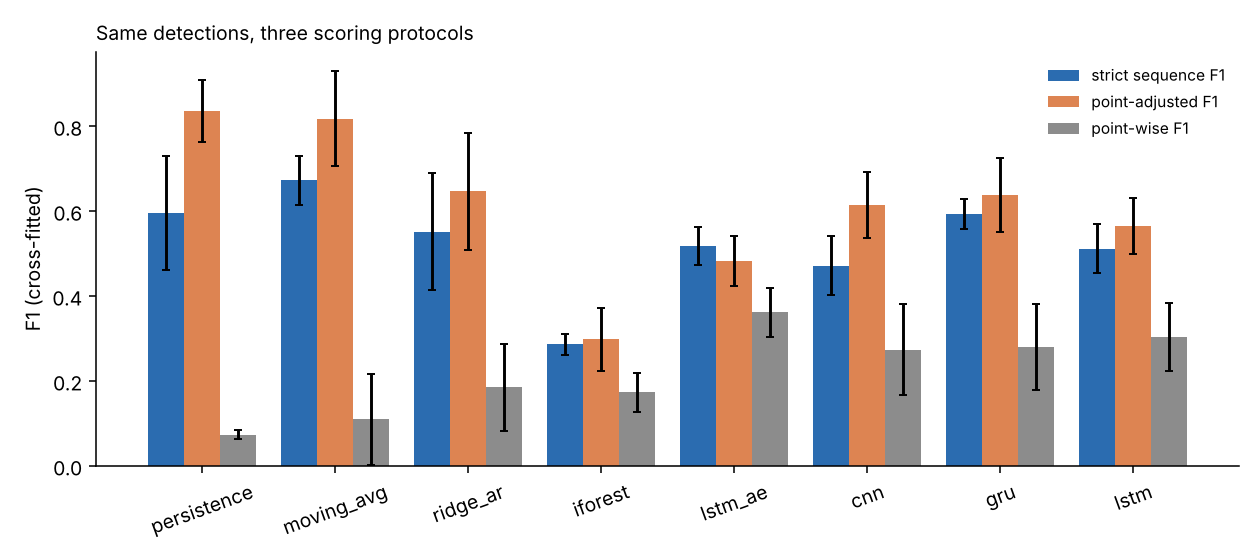 Same detections, three scoring protocols
strict sequence F1
point-adjusted F1
point-wise F1
F1 (cross-fitted)
0.8
0.6
0.4
0.2
0.0
persistence
moving_avg
ridge_ar
iforest
lstm_ae
cnn
gru
lstm